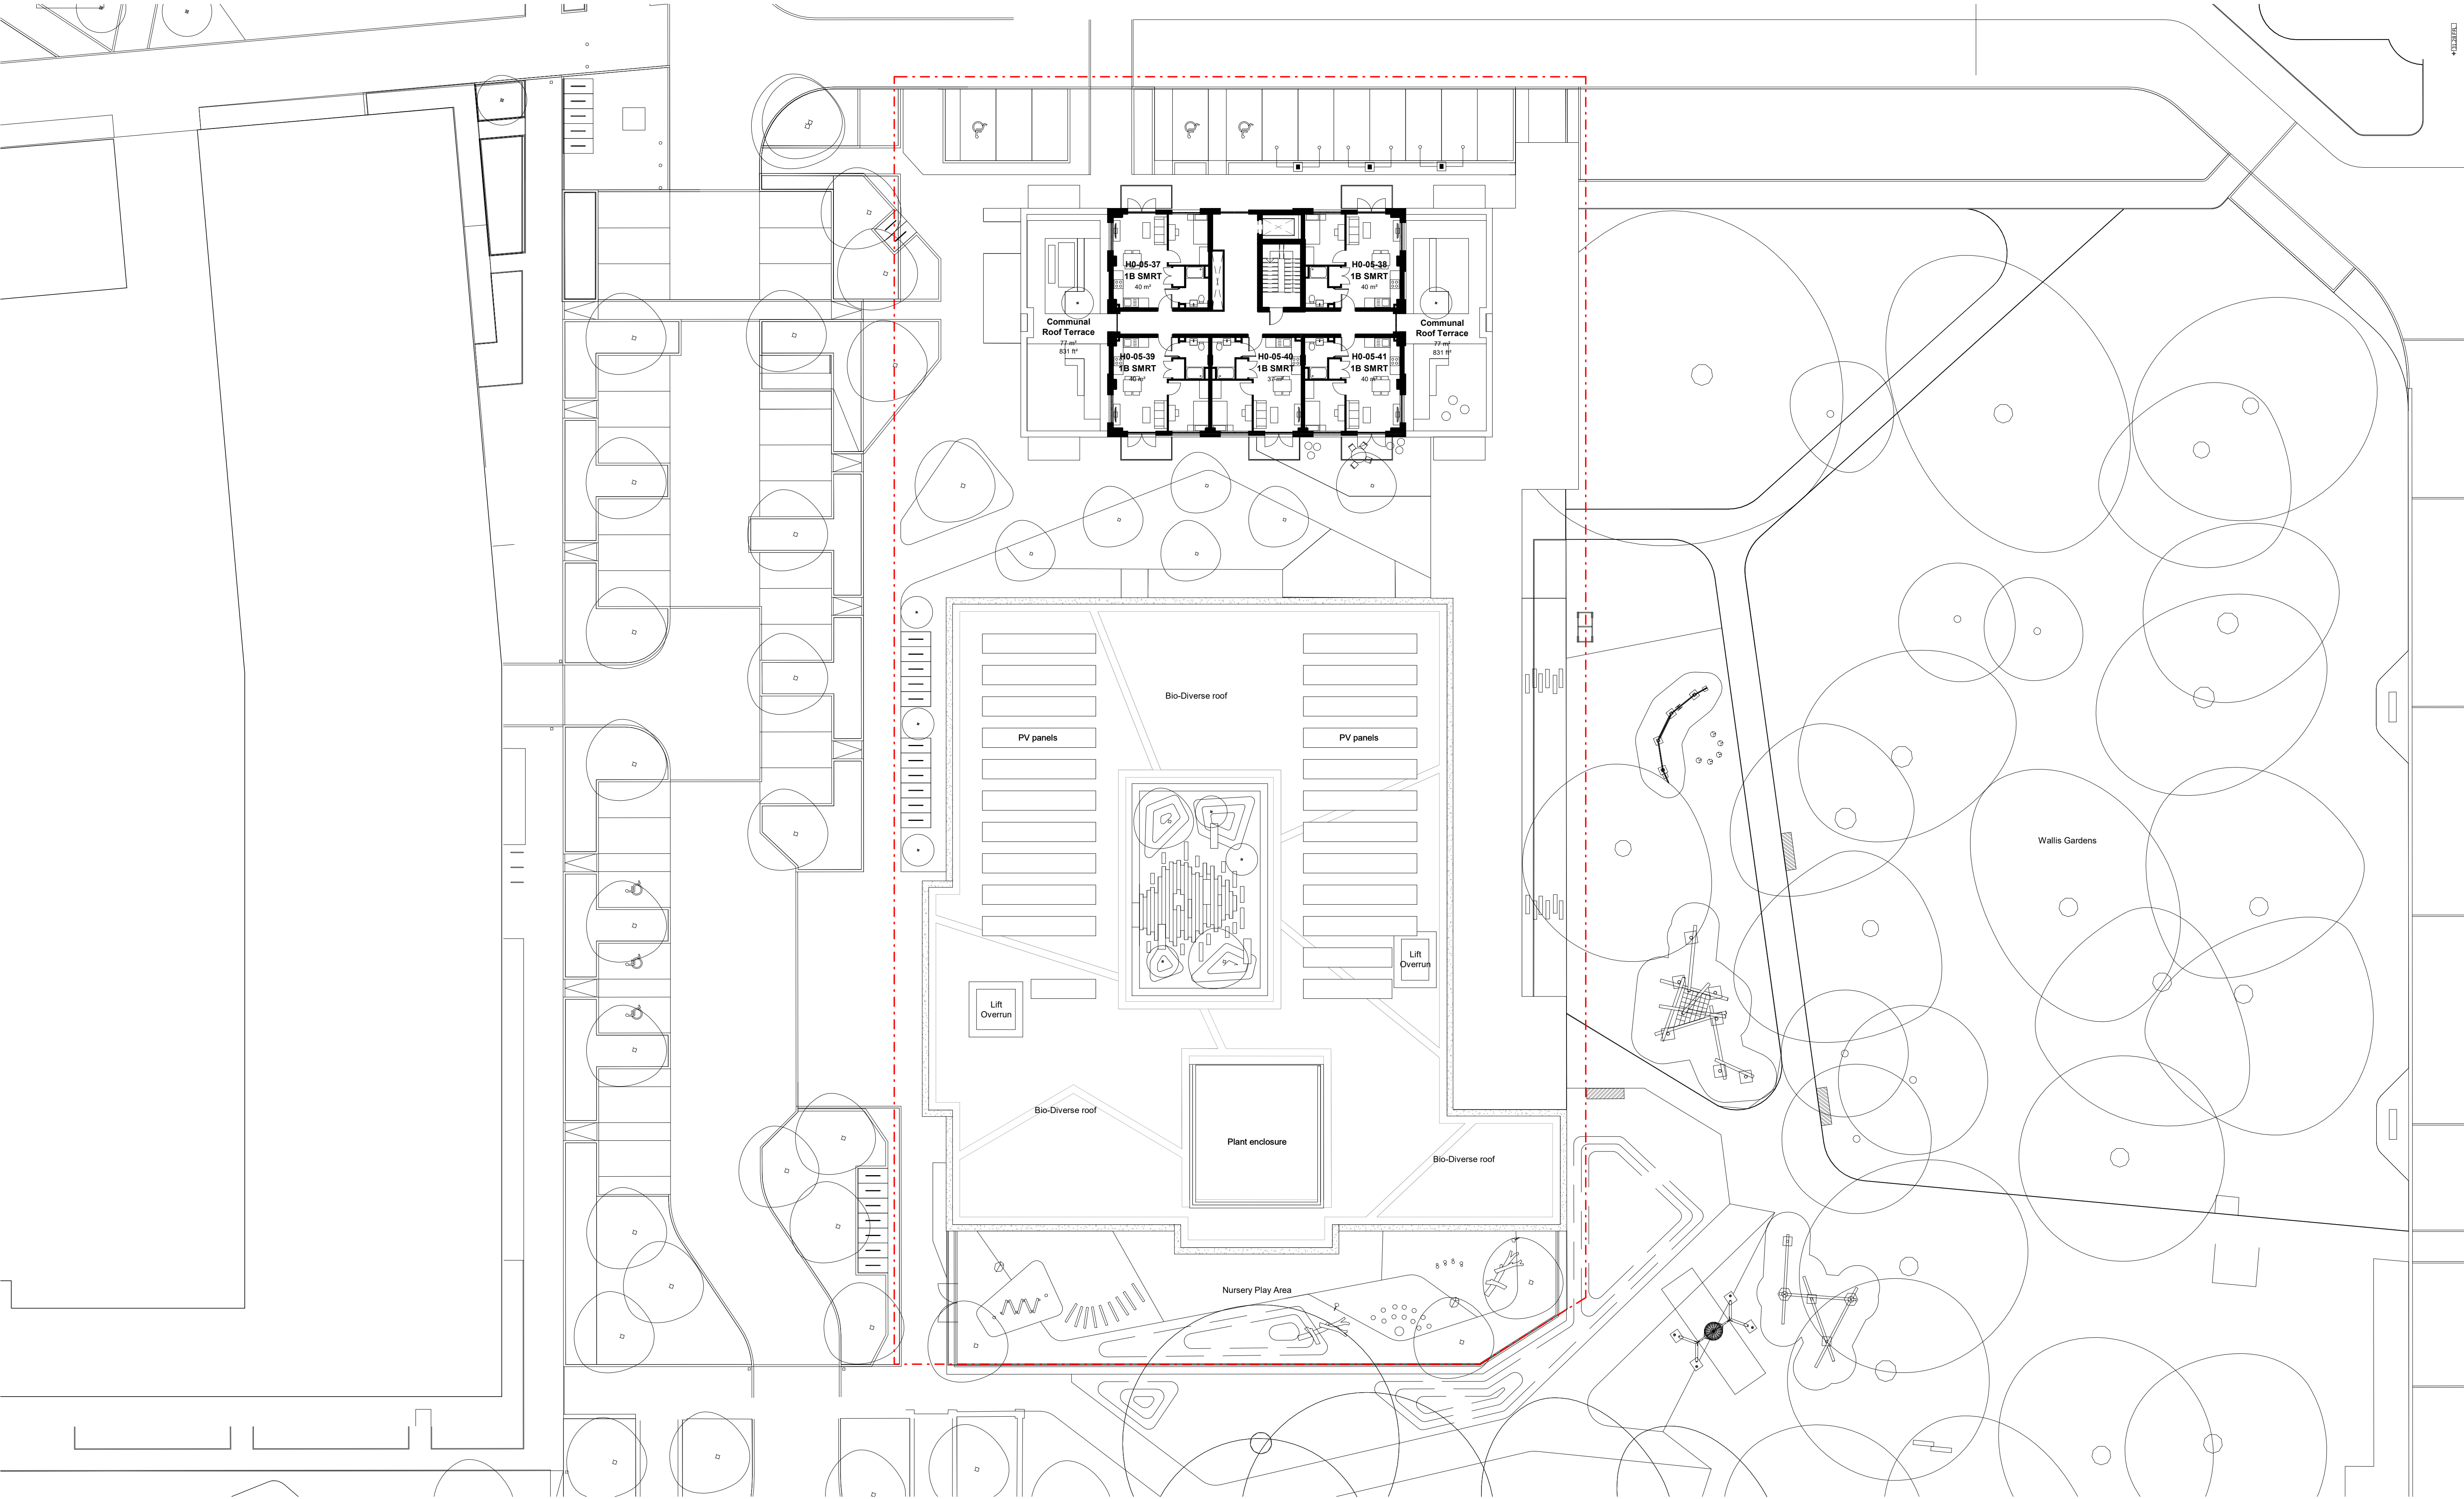 H0-05-37
1B SMRT
40 m²
H0-05-38
1B SMRT
40 m²
Communal
Roof Terrace
77 m²
831 ft²
Communal
Roof Terrace
77 m²
831 ft²
H0-05-39
1B SMRT
40 m²
H0-05-40
1B SMRT
37 m²
H0-05-41
1B SMRT
40 m²
Bio-Diverse roof
PV panels
PV panels
Wallis Gardens
Lift
Overrun
Lift
Overrun
Bio-Diverse roof
Plant enclosure
Bio-Diverse roof
Nursery Play Area